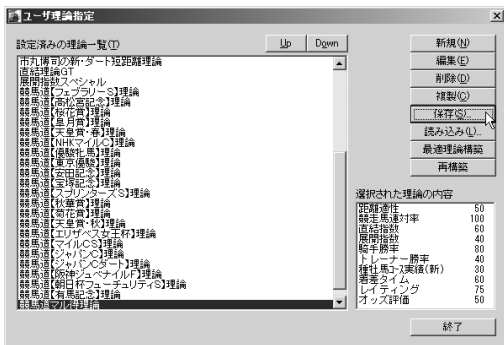 ユーザ理論指定
設定済みの理論一覧(T)
Up
Down
市丸博司の新・ダート短距離理論
直結理論GT
展開指数スペシャル
競馬道【フェブラリーS】理論
競馬道【高松宮記念】理論
競馬道【桜花賞】理論
競馬道【皐月賞】理論
競馬道【天皇賞・春】理論
競馬道【NHKマイルC】理論
競馬道【優駿牝馬】理論
競馬道【東京優駿】理論
競馬道【安田記念】理論
競馬道【宝塚記念】理論
競馬道【スプリンターズS】理論
競馬道【秋華賞】理論
競馬道【菊花賞】理論
競馬道【天皇賞・秋】理論
競馬道【エリザベス女王杯】理論
競馬道【マイルCS】理論
競馬道【ジャパンC】理論
競馬道【ジャパンCダート】理論
競馬道【阪神ジュベナイルF】理論
競馬道【朝日杯フューチュリティS】理論
競馬道【有馬記念】理論
競馬道マル得理論
新規(N)
編集(E)
削除(D)
複製(C)
保存(S)...
読み込み(L)...
最適理論構築
再構築
選択された理論の内容
距離適性 50
競走馬連対率 100
直結指数 60
展開指数 40
騎手勝率 80
トレーナー勝率 40
種牡馬コース実績(新) 30
着差タイム 60
レイティング 75
オッズ評価 50
終了